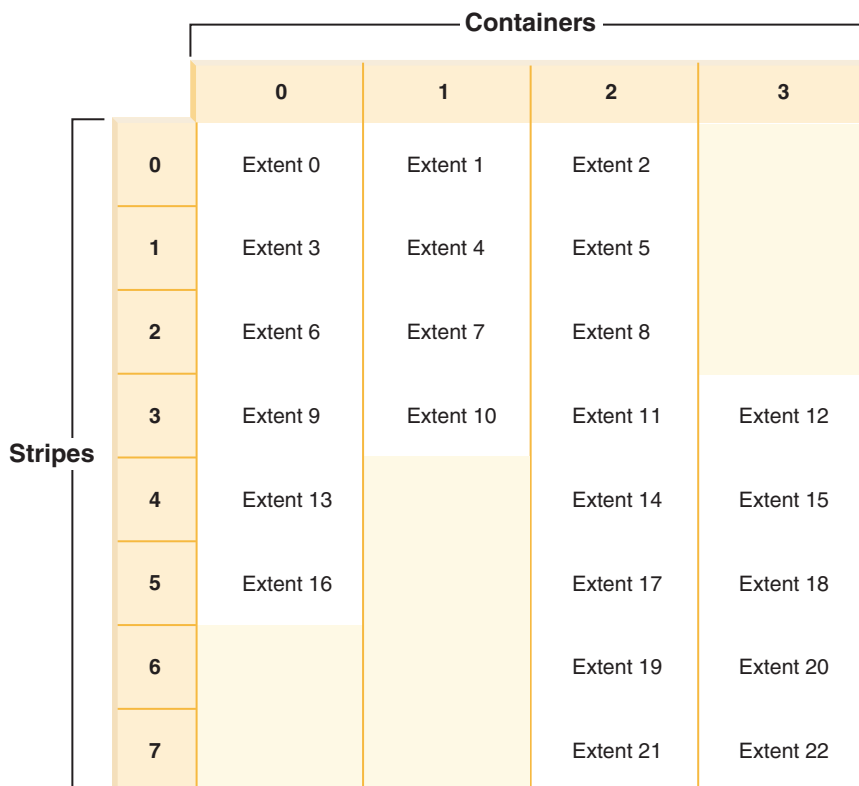 Containers
0 1 2 3
0 Extent 0 Extent 1 Extent 2
1 Extent 3 Extent 4 Extent 5
2 Extent 6 Extent 7 Extent 8
3 Extent 9 Extent 10 Extent 11 Extent 12
Stripes
4 Extent 13 Extent 14 Extent 15
5 Extent 16 Extent 17 Extent 18
6 Extent 19 Extent 20
7 Extent 21 Extent 22